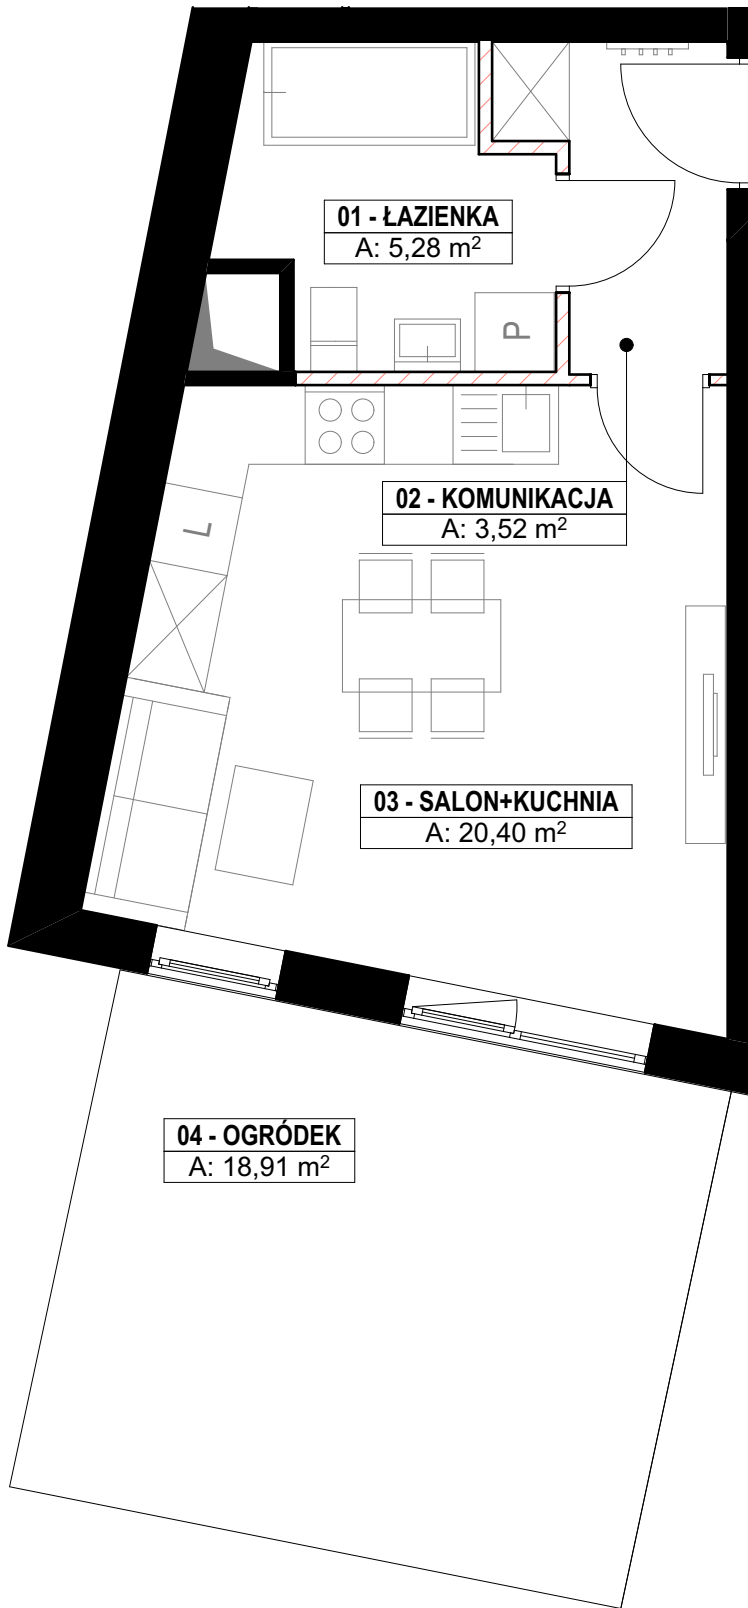 01 - ŁAZIENKA
A: 5,28 m²
P
02 - KOMUNIKACJA
A: 3,52 m²
L
03 - SALON+KUCHNIA
A: 20,40 m²
04 - OGRÓDEK
A: 18,91 m²